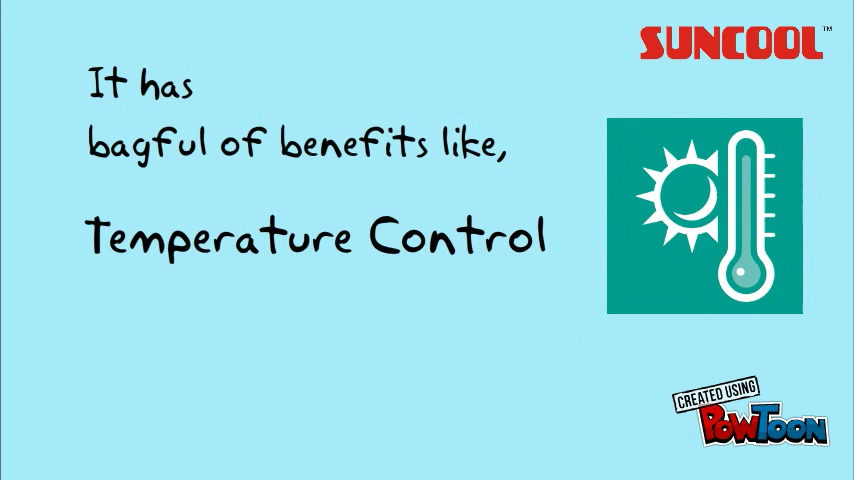 SUNCOOL™
It has
bagful of benefits like,
Temperature Control
CREATED USING
POWTOON